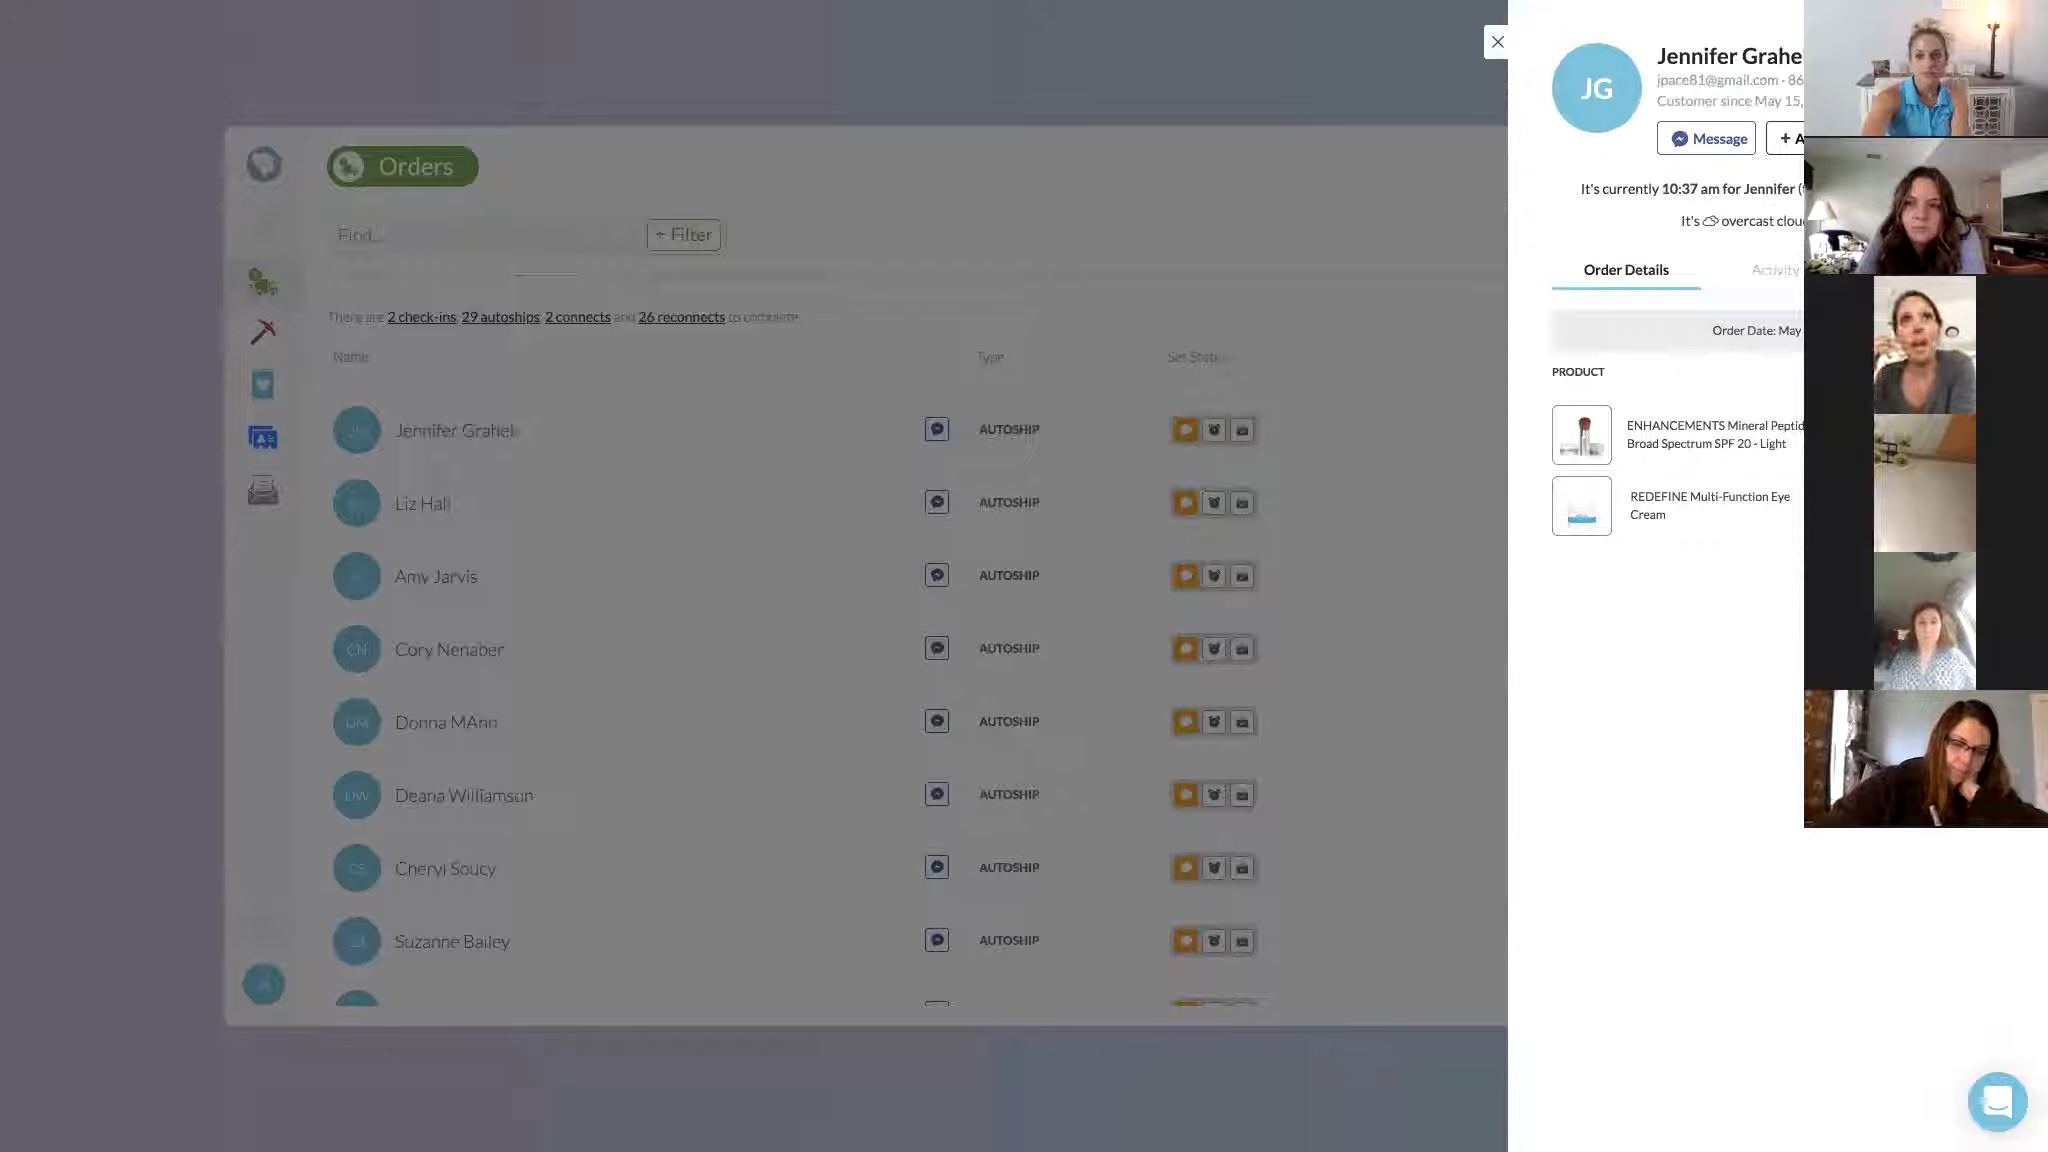 Orders
Find...
Filter
There are 2 check-ins, 29 autoships, 2 connects and 26 reconnects to complete
Name
Type
Jennifer Grahek
AUTOSHIP
Liz Hall
AUTOSHIP
Amy Jarvis
AUTOSHIP
CN
Cory Nenaber
AUTOSHIP
DM
Donna MAnn
AUTOSHIP
DW
Deana Williamson
AUTOSHIP
CS
Cheryl Soucy
AUTOSHIP
Suzanne Bailey
AUTOSHIP
JG
Jennifer Grahe
jpace81@gmail.com - 86
Customer since May 15,
Message
+ A
It's currently 10:37 am for Jennifer (
It's overcast clou
Order Details
Activity
Order Date: May
PRODUCT
ENHANCEMENTS Mineral Peptid
Broad Spectrum SPF 20 - Light
REDEFINE Multi-Function Eye
Cream